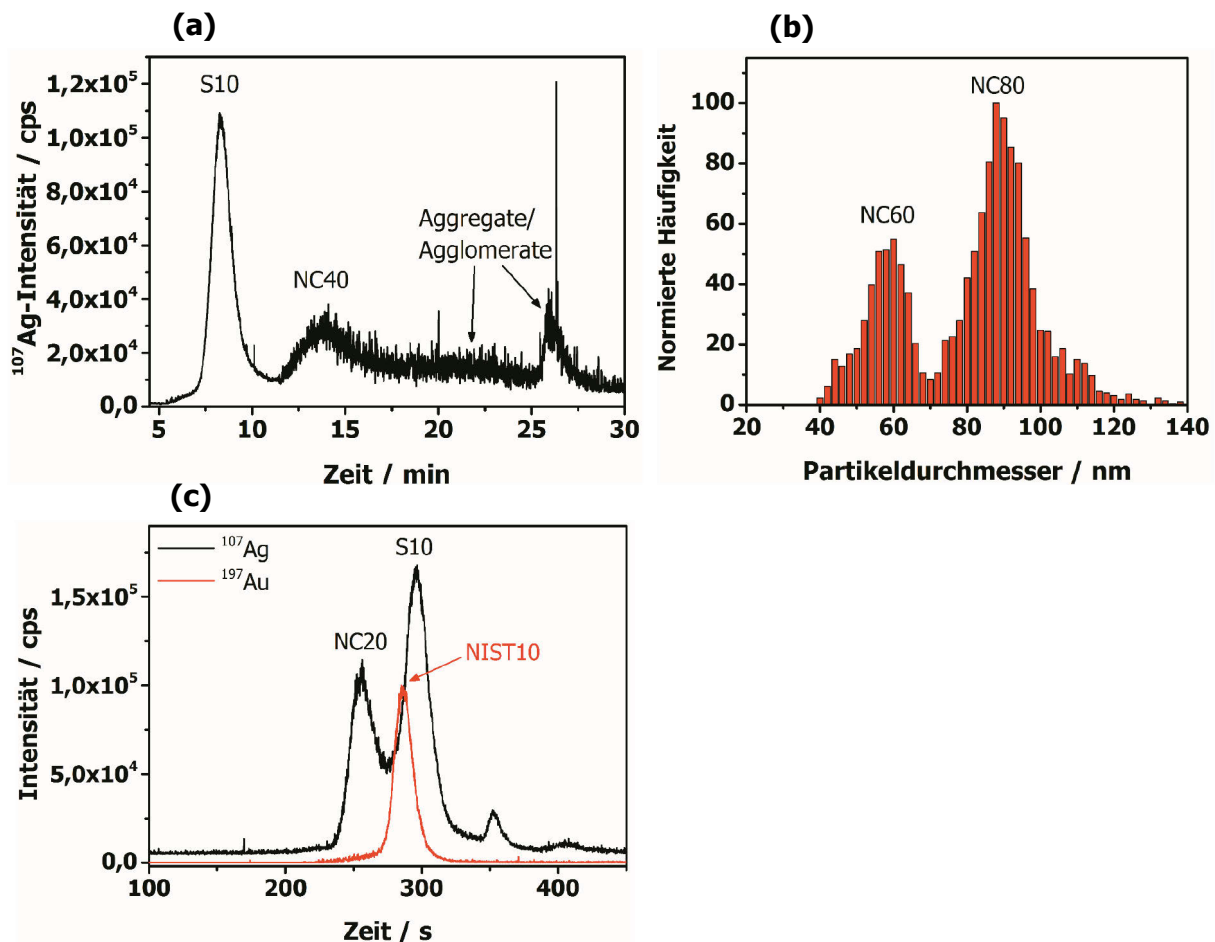 (a)
1,2x10⁵
1,0x10⁵
8,0x10⁴
6,0x10⁴
4,0x10⁴
2,0x10⁴
0,0
¹⁰⁷Ag-Intensität / cps
S10
NC40
Aggregate/
Agglomerate
5 10 15 20 25 30
Zeit / min
(b)
100
80
60
40
20
0
Normierte Häufigkeit
NC60
NC80
20 40 60 80 100 120 140
Partikeldurchmesser / nm
(c)
¹⁰⁷Ag
¹⁹⁷Au
1,5x10⁵
1,0x10⁵
5,0x10⁴
0,0
Intensität / cps
NC20
S10
NIST10
100 200 300 400
Zeit / s